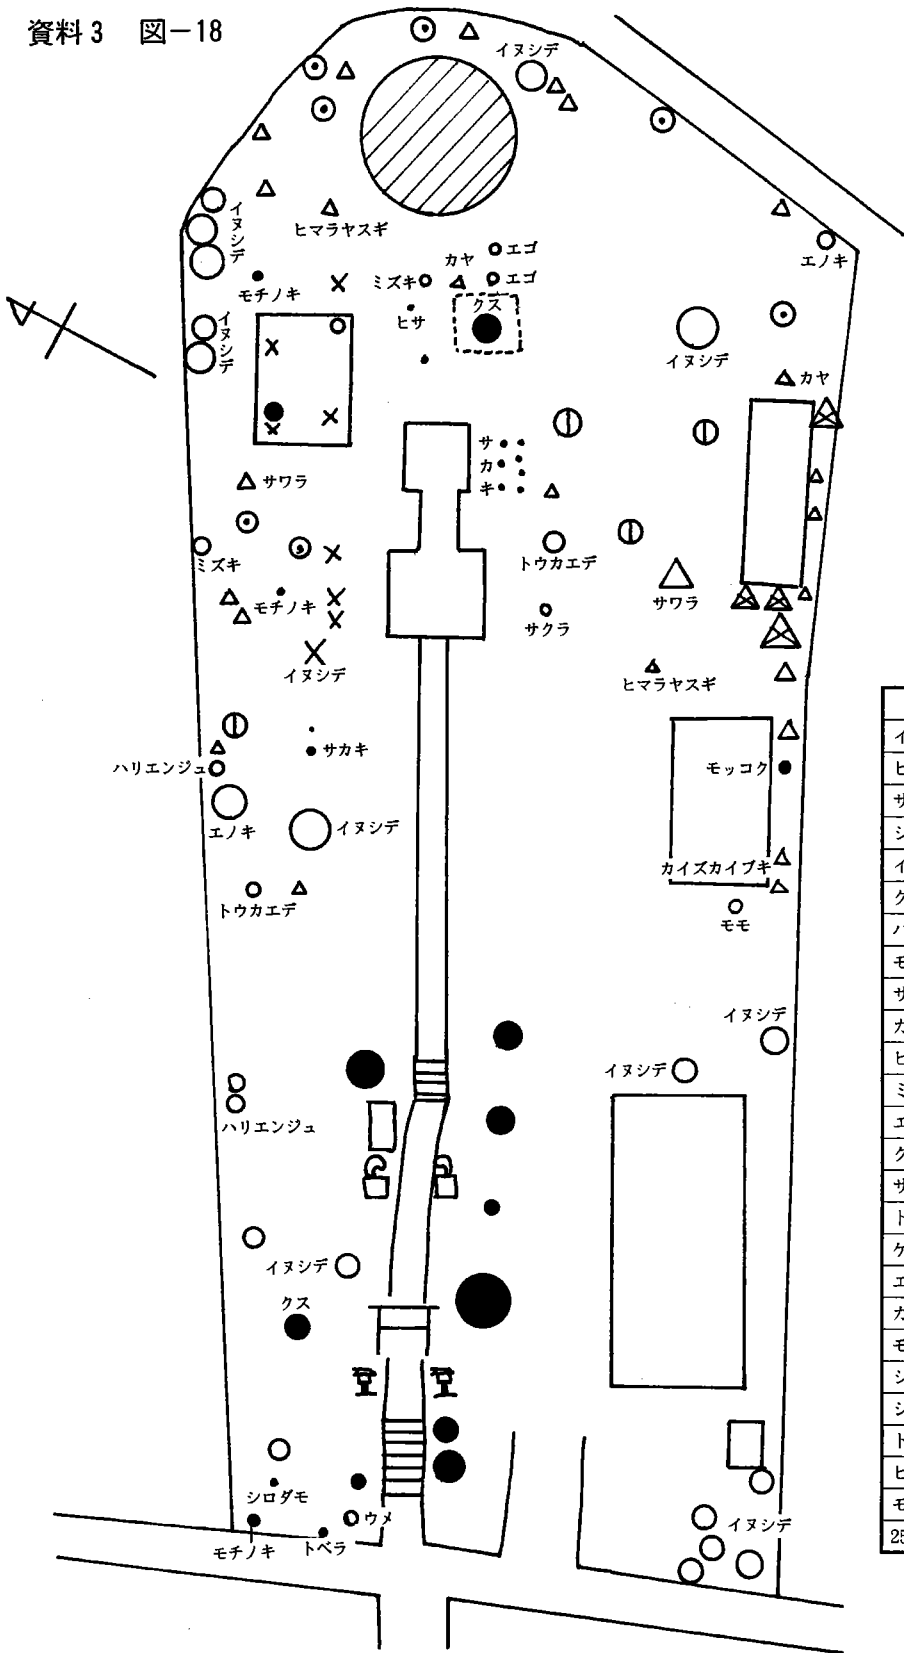 資料3 図－18
イヌシデ
イヌシデ
ヒマラヤスギ
エゴ
エノキ
カヤ
ミズキ
エゴ
モチノキ
クス
ヒサ
イヌシデ
イヌシデ
カヤ
サカキ
サワラ
トウカエデ
ミズキ
サワラ
モチノキ
サクラ
イヌシデ
ヒマラヤスギ
サカキ
ハリエンジュ
モッコク
エノキ
イヌシデ
カイズカイブキ
トウカエデ
モモ
イヌシデ
イヌシデ
ハリエンジュ
イヌシデ
クス
シロダモ
ウメ
イヌシデ
モチノキ
トベラ